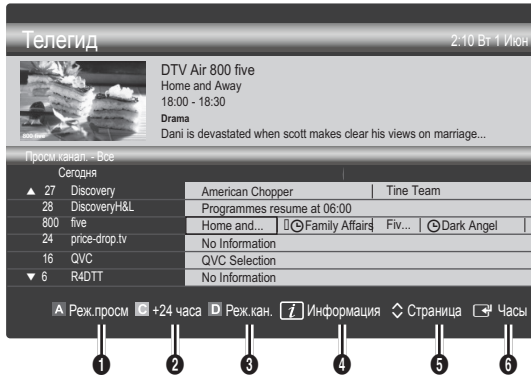 Телегид 2:10 Вт 1 Июн
DTV Air 800 five
Home and Away
18:00 - 18:30
Drama
Dani is devastated when scott makes clear his views on marriage...
Просм.канал. - Все
Сегодня
▲ 27 Discovery American Chopper Tine Team
28 DiscoveryH&L Programmes resume at 06:00
800 five Home and... Family Affairs Fiv... Dark Angel
24 price-drop.tv No Information
16 QVC QVC Selection
▼ 6 R4DTT No Information
A Реж.просм C +24 часа D Реж.кан. i Информация Страница Часы
1 2 3 4 5 6